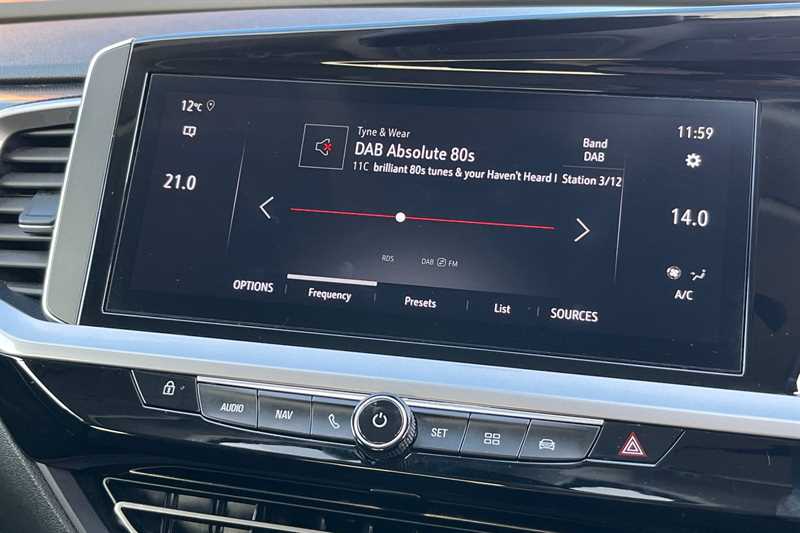 12°C
21.0
Tyne & Wear
DAB Absolute 80s
11C brilliant 80s tunes & your Haven't Heard I Station 3/12
Band
DAB
11:59
14.0
A/C
RDS DAB FM
OPTIONS Frequency Presets List SOURCES
AUDIO NAV SET